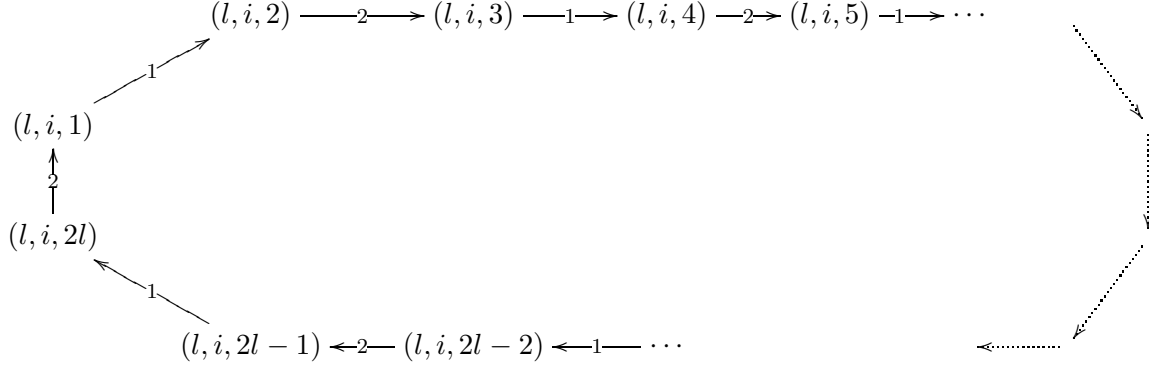 (l, i, 2) 2 (l, i, 3) 1 (l, i, 4) 2 (l, i, 5) 1 ⋯
1
(l, i, 1)
2
(l, i, 2l)
1
(l, i, 2l − 1) 2 (l, i, 2l − 2) 1 ⋯